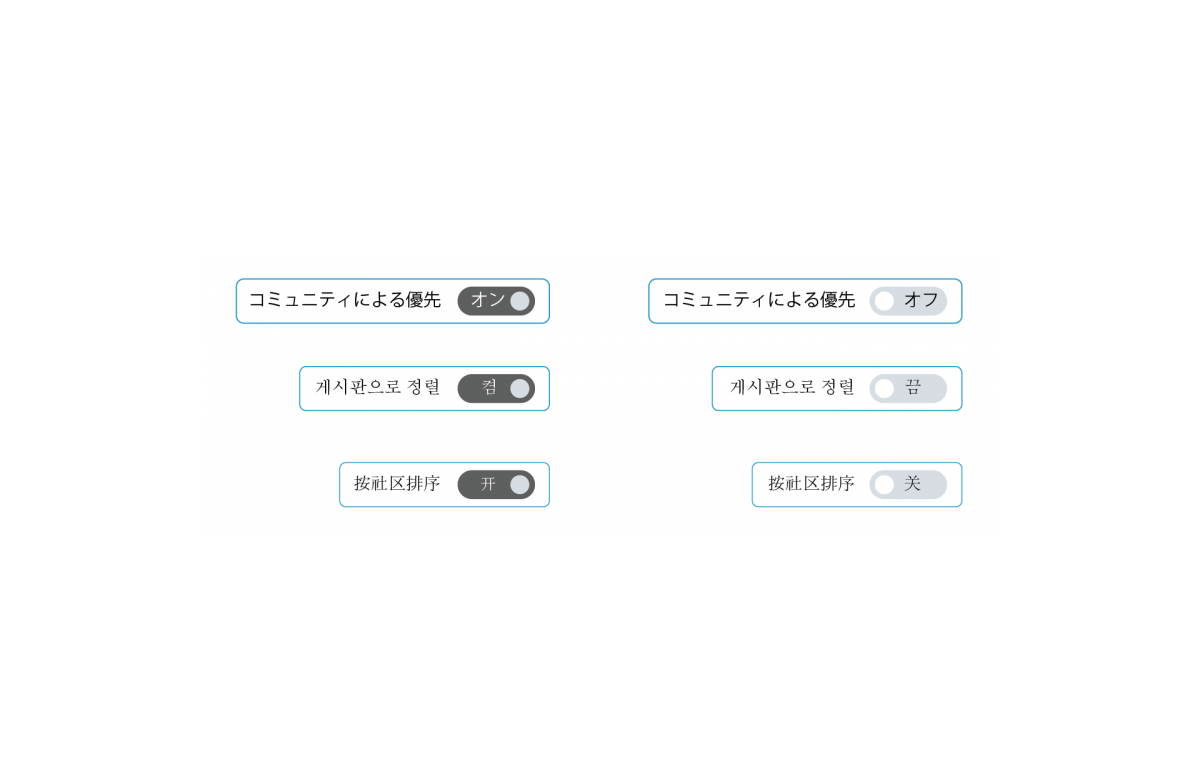 コミュニティによる優先 オン
コミュニティによる優先 オフ
게시판으로 정렬 켬
게시판으로 정렬 끔
按社区排序 开
按社区排序 关